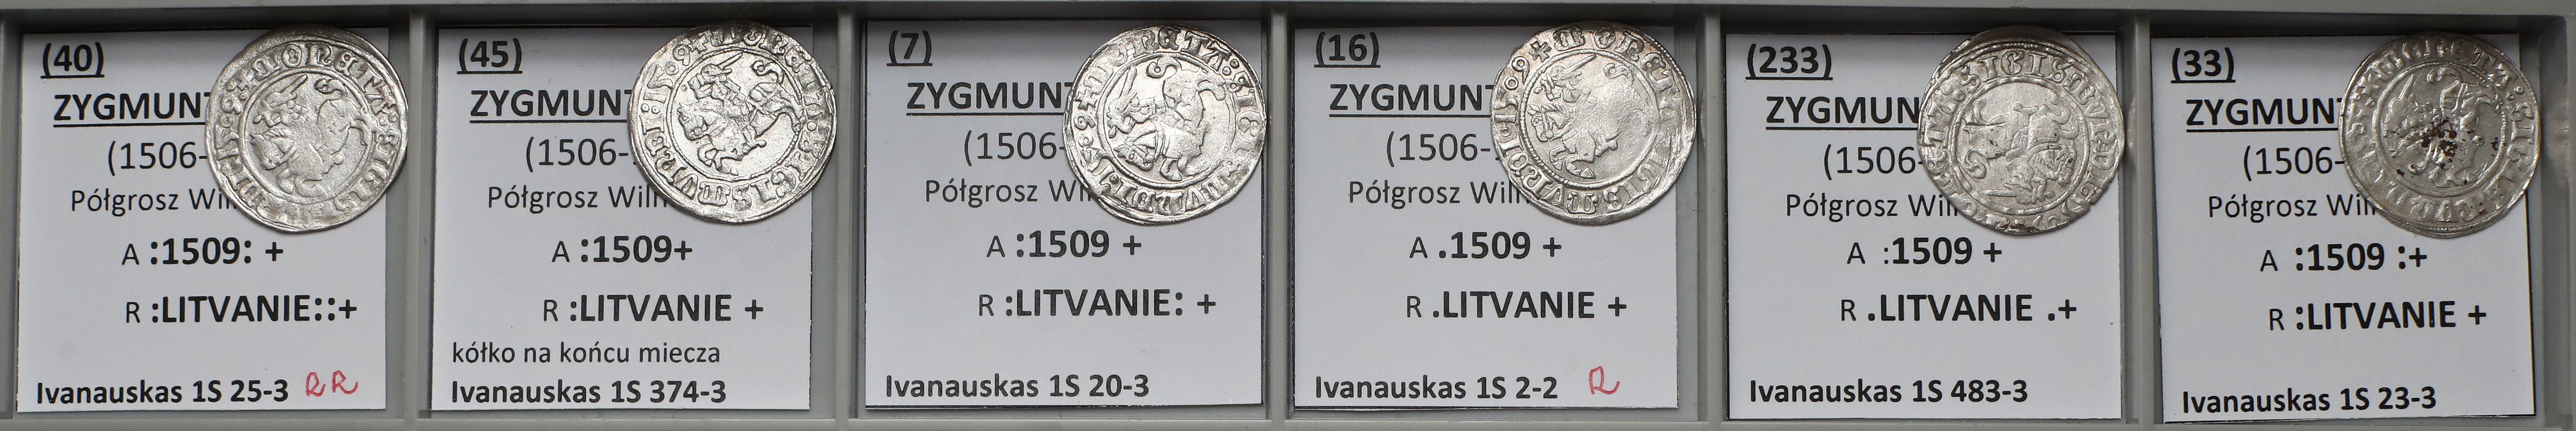 (40)
ZYGMUNT
(1506-
Półgrosz Wil
A :1509: +
R :LITVANIE::+
Ivanauskas 1S 25-3 RR
(45)
ZYGMUNT
(1506-
Półgrosz Wiln
A :1509+
R :LITVANIE +
kółko na końcu miecza
Ivanauskas 1S 374-3
(7)
ZYGMUNT
(1506-
Półgrosz Wi
A :1509 +
R :LITVANIE: +
Ivanauskas 1S 20-3
(16)
ZYGMUNT
(1506-
Półgrosz Wiln
A .1509 +
R .LITVANIE +
Ivanauskas 1S 2-2 R
(233)
ZYGMUN
(1506-
Półgrosz Wil
A :1509 +
R .LITVANIE .+
Ivanauskas 1S 483-3
(33)
ZYGMUNT
(1506-
Półgrosz Wil
A :1509 :+
R :LITVANIE +
Ivanauskas 1S 23-3